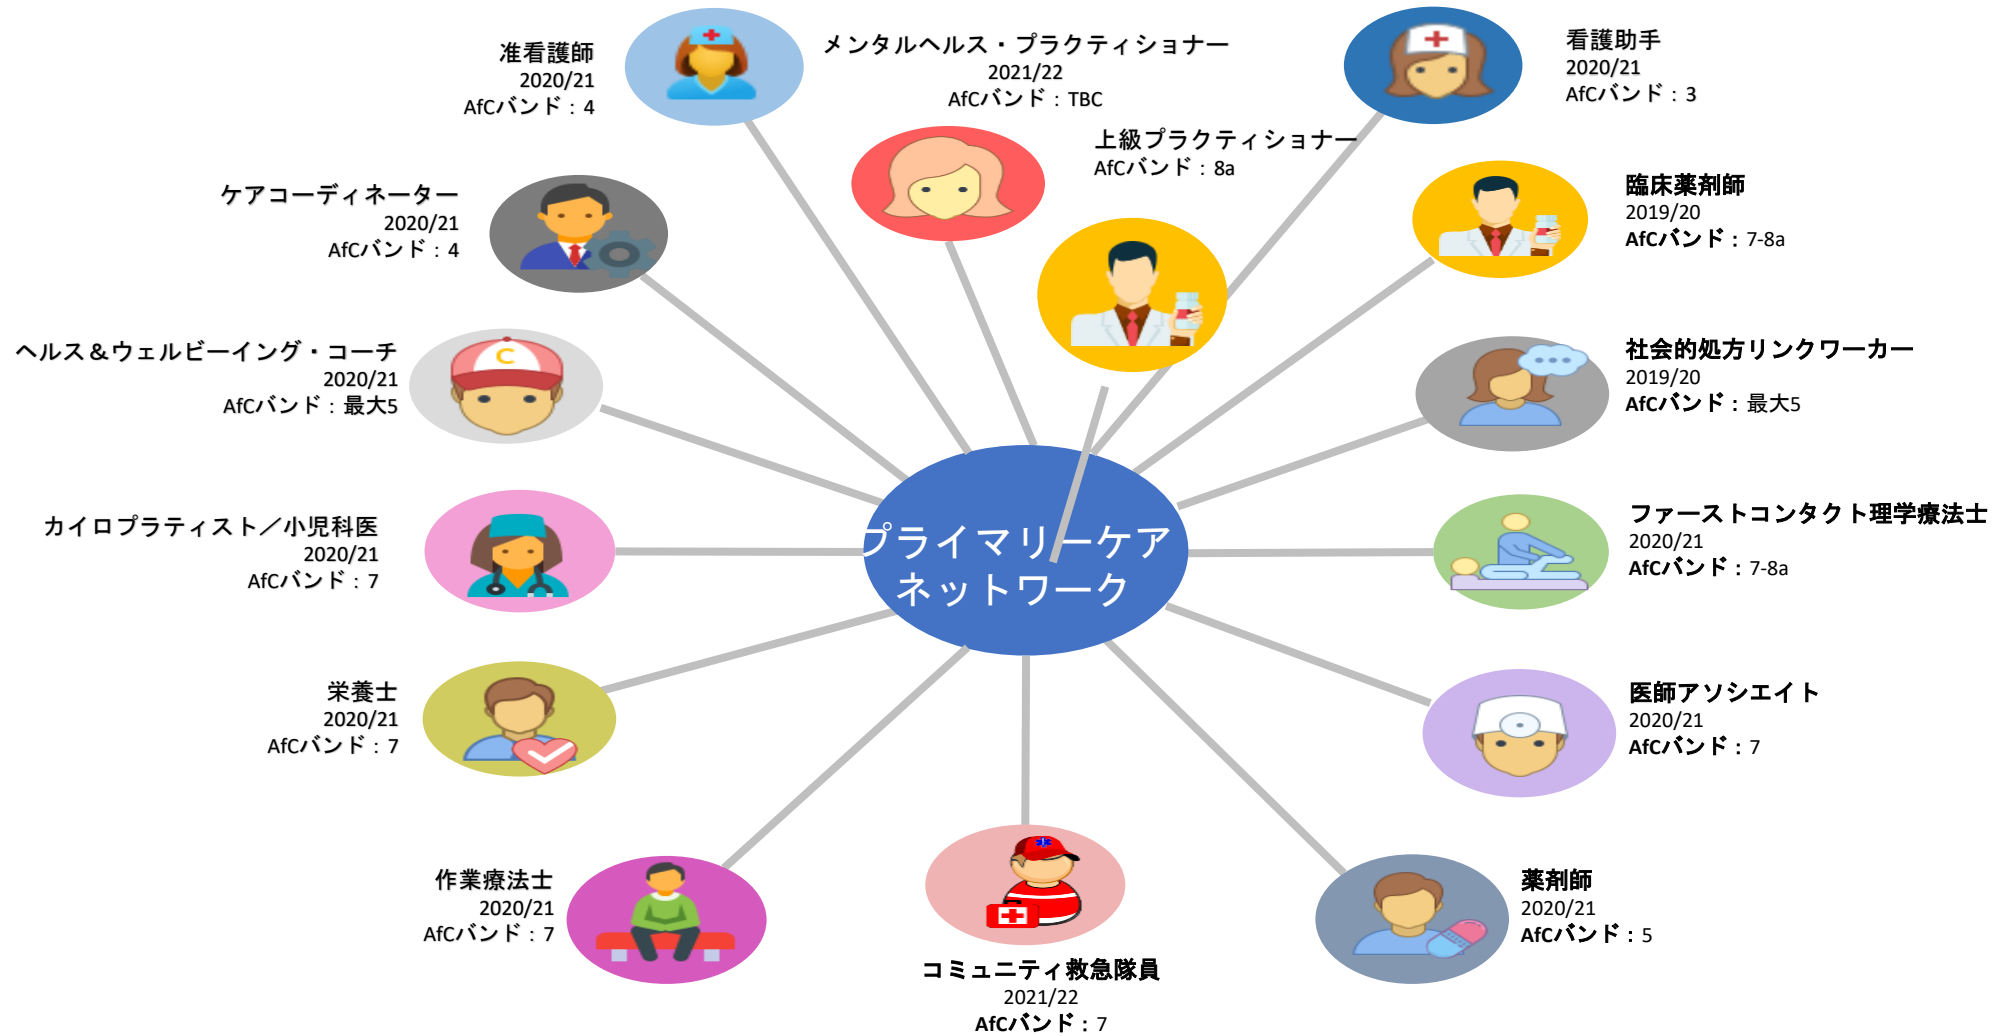 准看護師
2020/21
AfCバンド：4
メンタルヘルス・プラクティショナー
2021/22
AfCバンド：TBC
看護助手
2020/21
AfCバンド：3
上級プラクティショナー
AfCバンド：8a
ケアコーディネーター
2020/21
AfCバンド：4
臨床薬剤師
2019/20
AfCバンド：7-8a
ヘルス＆ウェルビーイング・コーチ
2020/21
AfCバンド：最大5
C
社会的処方リンクワーカー
2019/20
AfCバンド：最大5
カイロプラティスト／小児科医
2020/21
AfCバンド：7
プライマリーケア
ネットワーク
ファーストコンタクト理学療法士
2020/21
AfCバンド：7-8a
栄養士
2020/21
AfCバンド：7
医師アソシエイト
2020/21
AfCバンド：7
作業療法士
2020/21
AfCバンド：7
コミュニティ救急隊員
2021/22
AfCバンド：7
薬剤師
2020/21
AfCバンド：5